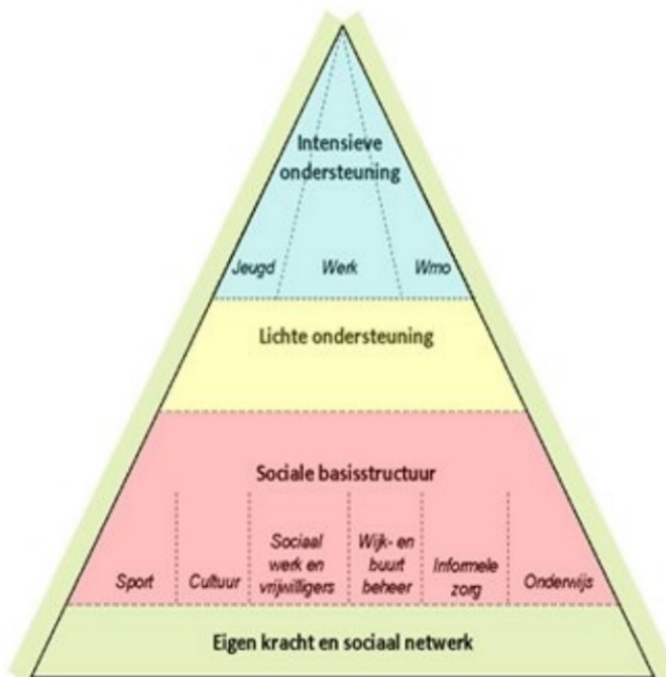 Intensieve
ondersteuning
Jeugd Werk Wmo
Lichte ondersteuning
Sociale basisstructuur
Sport
Cultuur
Sociaal
werk en
vrijwilligers
Wijk- en
buurt
beheer
Informele
zorg
Onderwijs
Eigen kracht en sociaal netwerk